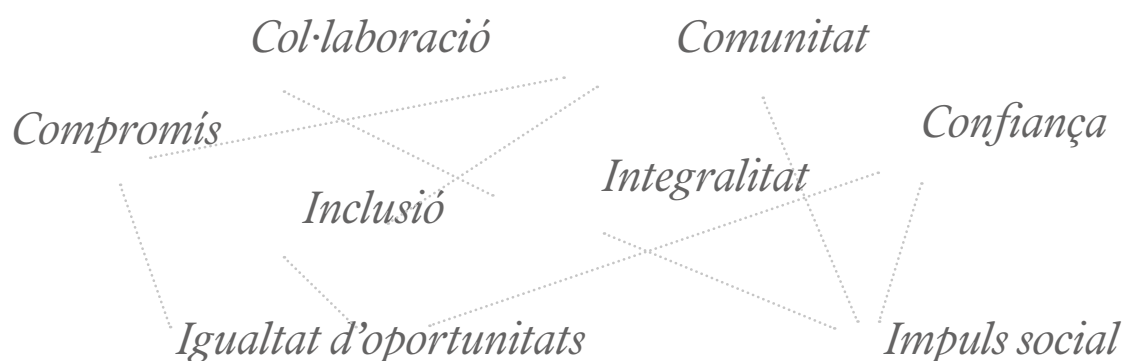 Col·laboració
Comunitat
Compromís
Confiança
Integralitat
Inclusió
Igualtat d’oportunitats
Impuls social